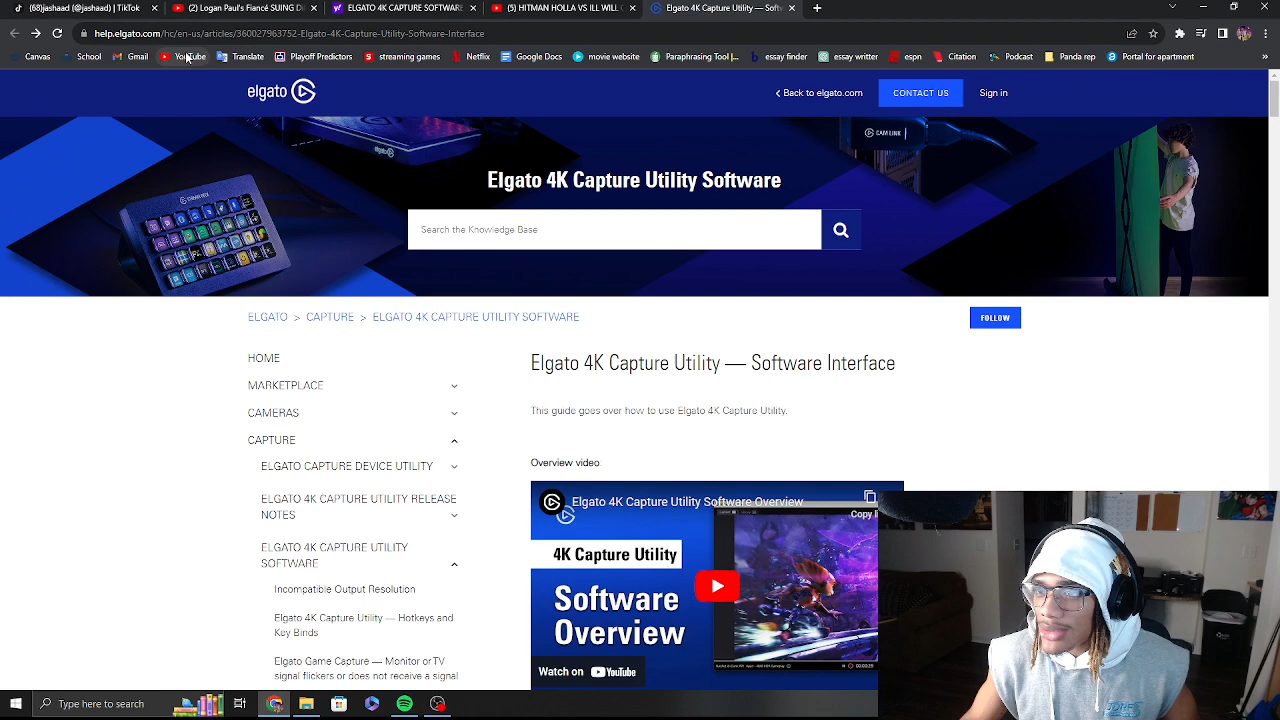 (68)jashaad (@jashaad) | TikTok
(2) Logan Paul's Fiancé SUING DI
ELGATO 4K CAPTURE SOFTWARE
(5) HITMAN HOLLA VS ILL WILL
Elgato 4K Capture Utility — Softw
help.elgato.com/hc/en-us/articles/360027963752-Elgato-4K-Capture-Utility-Software-Interface
Canvas
School
Gmail
YouTube
Translate
Playoff Predictors
streaming games
Netflix
Google Docs
movie website
Paraphrasing Tool |...
essay finder
essay writer
espn
Citation
Podcast
Panda rep
Portal for apartment
elgato
< Back to elgato.com
CONTACT US
Sign in
elgato
CAM LINK
Elgato 4K Capture Utility Software
Search the Knowledge Base
ELGATO > CAPTURE > ELGATO 4K CAPTURE UTILITY SOFTWARE
FOLLOW
HOME
MARKETPLACE
CAMERAS
CAPTURE
ELGATO CAPTURE DEVICE UTILITY
ELGATO 4K CAPTURE UTILITY RELEASE
NOTES
ELGATO 4K CAPTURE UTILITY
SOFTWARE
Incompatible Output Resolution
Elgato 4K Capture Utility — Hotkeys and
Key Binds
Elgato Game Capture — Monitor or TV
signal flickers or does not receive a signal
Elgato 4K Capture Utility — Software Interface
This guide goes over how to use Elgato 4K Capture Utility.
Overview video:
Elgato 4K Capture Utility Software Overview
Copy li
4K Capture Utility
Software
Overview
Watch on YouTube
00:00:29
Type here to search